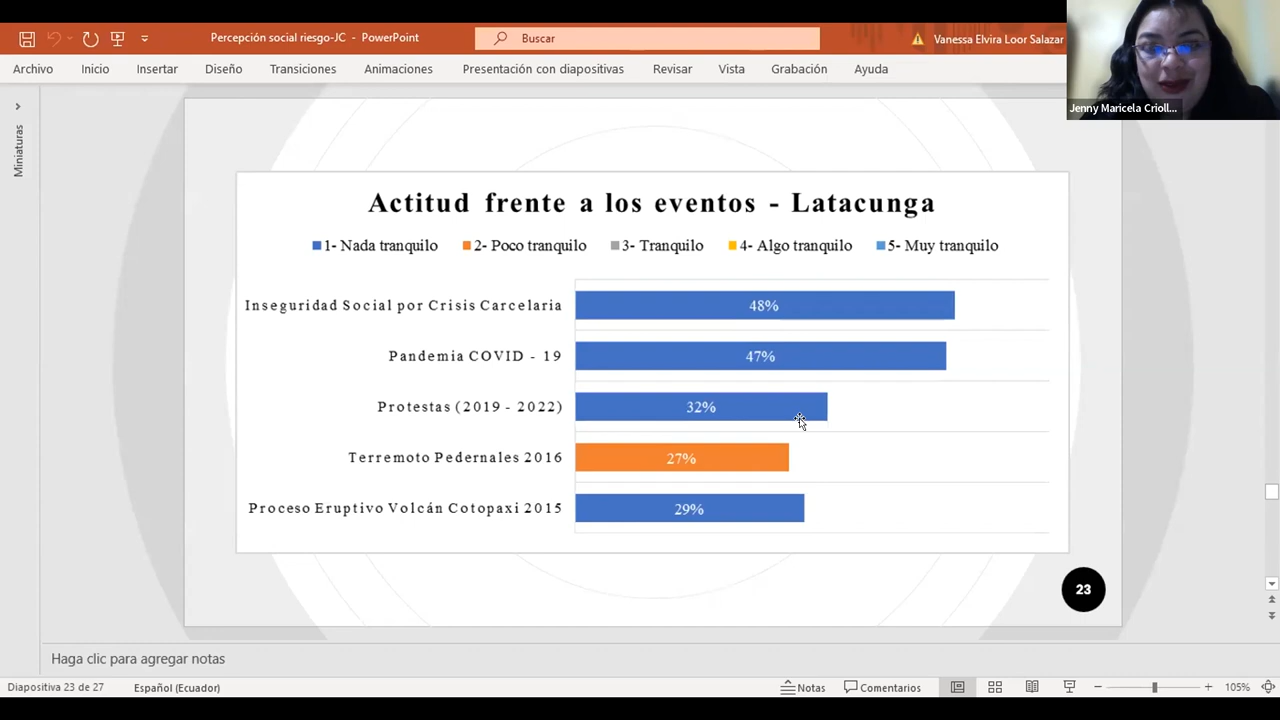 Percepción social riesgo-JC - PowerPoint
Buscar
Vanessa Elvira Loor Salazar
Jenny Maricela Crioll...
Archivo Inicio Insertar Diseño Transiciones Animaciones Presentación con diapositivas Revisar Vista Grabación Ayuda
Miniaturas
Actitud frente a los eventos - Latacunga
1- Nada tranquilo 2- Poco tranquilo 3- Tranquilo 4- Algo tranquilo 5- Muy tranquilo
Inseguridad Social por Crisis Carcelaria 48%
Pandemia COVID - 19 47%
Protestas (2019 - 2022) 32%
Terremoto Pedernales 2016 27%
Proceso Eruptivo Volcán Cotopaxi 2015 29%
23
Haga clic para agregar notas
Diapositiva 23 de 27 Español (Ecuador) Notas Comentarios 105%